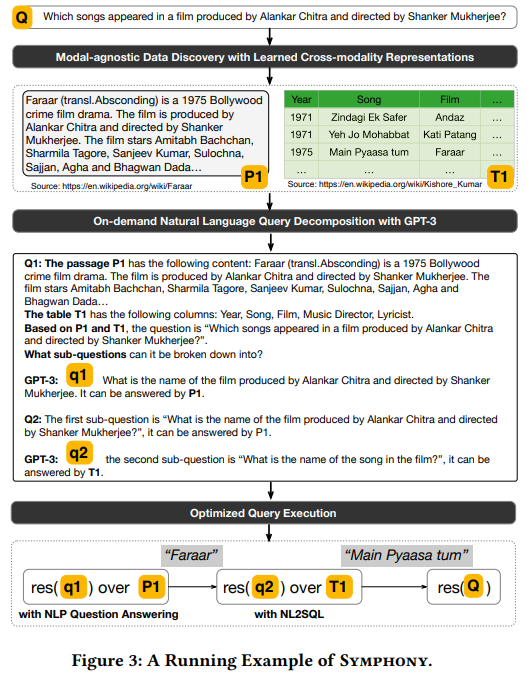 Q Which songs appeared in a film produced by Alankar Chitra and directed by Shanker Mukherjee?
Modal-agnostic Data Discovery with Learned Cross-modality Representations
Faraar (transl.Absconding) is a 1975 Bollywood
crime film drama. The film is produced by
Alankar Chitra and directed by Shanker
Mukherjee. The film stars Amitabh Bachchan,
Sharmila Tagore, Sanjeev Kumar, Sulochna,
Sajjan, Agha and Bhagwan Dada…
P1
Source: https://en.wikipedia.org/wiki/Faraar
Year Song Film …
1971 Zindagi Ek Safer Andaz …
1971 Yeh Jo Mohabbat Kati Patang …
1975 Main Pyaasa tum Faraar …
… … …
T1
Source: https://en.wikipedia.org/wiki/Kishore_Kumar
On-demand Natural Language Query Decomposition with GPT-3
Q1: The passage P1 has the following content: Faraar (transl.Absconding) is a 1975 Bollywood
crime film drama. The film is produced by Alankar Chitra and directed by Shanker Mukherjee. The
film stars Amitabh Bachchan, Sharmila Tagore, Sanjeev Kumar, Sulochna, Sajjan, Agha and
Bhagwan Dada…
The table T1 has the following columns: Year, Song, Film, Music Director, Lyricist.
Based on P1 and T1, the question is “Which songs appeared in a film produced by Alankar Chitra
and directed by Shanker Mukherjee?”.
What sub-questions can it be broken down into?
GPT-3: q1 What is the name of the film produced by Alankar Chitra and directed by Shanker
Mukherjee. It can be answered by P1.
Q2: The first sub-question is “What is the name of the film produced by Alankar Chitra and directed
by Shanker Mukherjee?”, it can be answered by P1.
GPT-3: q2 the second sub-question is “What is the name of the song in the film?”, it can be
answered by T1.
Optimized Query Execution
“Faraar” “Main Pyaasa tum”
res( q1 ) over P1 res( q2 ) over T1 res( Q )
with NLP Question Answering with NL2SQL
Figure 3: A Running Example of SYMPHONY.